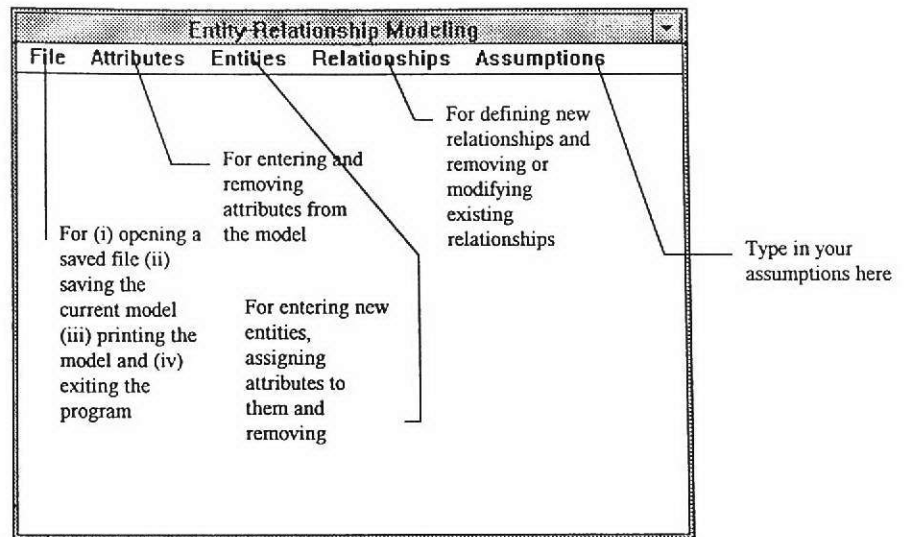 Entity Relationship Modeling
File Attributes Entities Relationships Assumptions
For defining new
relationships and
removing or
modifying
existing
relationships
For entering and
removing
attributes from
the model
For (i) opening a
saved file (ii)
saving the
current model
(iii) printing the
model and (iv)
exiting the
program
For entering new
entities,
assigning
attributes to
them and
removing
Type in your
assumptions here